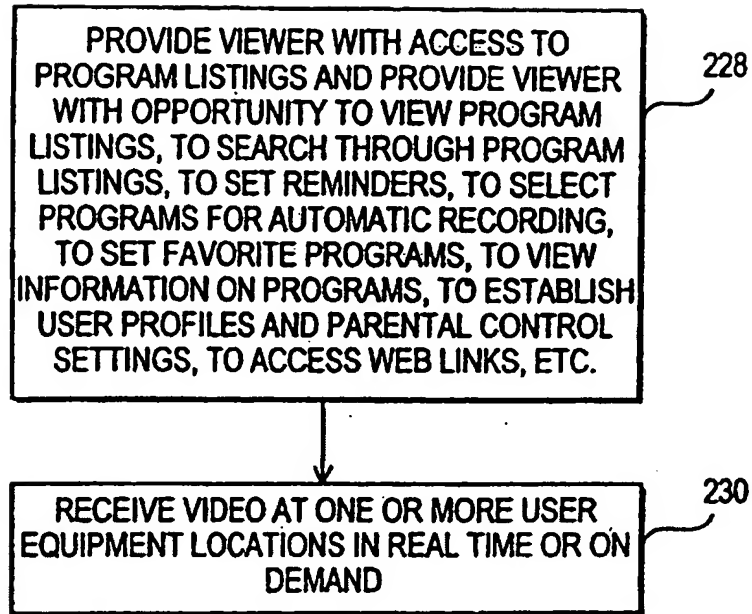 PROVIDE VIEWER WITH ACCESS TO
PROGRAM LISTINGS AND PROVIDE VIEWER
WITH OPPORTUNITY TO VIEW PROGRAM
LISTINGS, TO SEARCH THROUGH PROGRAM
LISTINGS, TO SET REMINDERS, TO SELECT
PROGRAMS FOR AUTOMATIC RECORDING,
TO SET FAVORITE PROGRAMS, TO VIEW
INFORMATION ON PROGRAMS, TO ESTABLISH
USER PROFILES AND PARENTAL CONTROL
SETTINGS, TO ACCESS WEB LINKS, ETC.
228
RECEIVE VIDEO AT ONE OR MORE USER
EQUIPMENT LOCATIONS IN REAL TIME OR ON
DEMAND
230